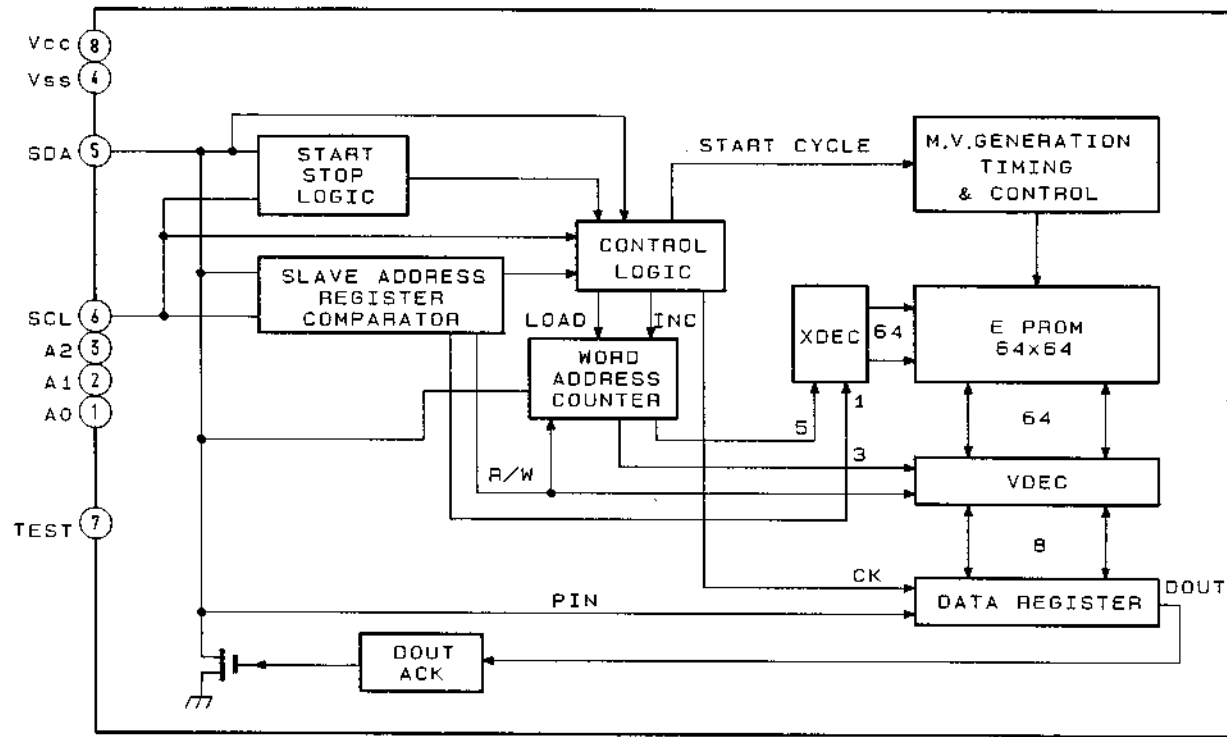 Vcc 8
Vss 4
SDA 5
START
STOP
LOGIC
START CYCLE
M.V.GENERATION
TIMING
& CONTROL
CONTROL
LOGIC
SLAVE ADDRESS
REGISTER
COMPARATOR
SCL 6
A2 3
A1 2
A0 1
LOAD
INC
WORD
ADDRESS
COUNTER
XDEC
64
E PROM
64x64
1
5
64
3
R/W
VDEC
TEST 7
8
CK
PIN
DATA REGISTER
DOUT
DOUT
ACK